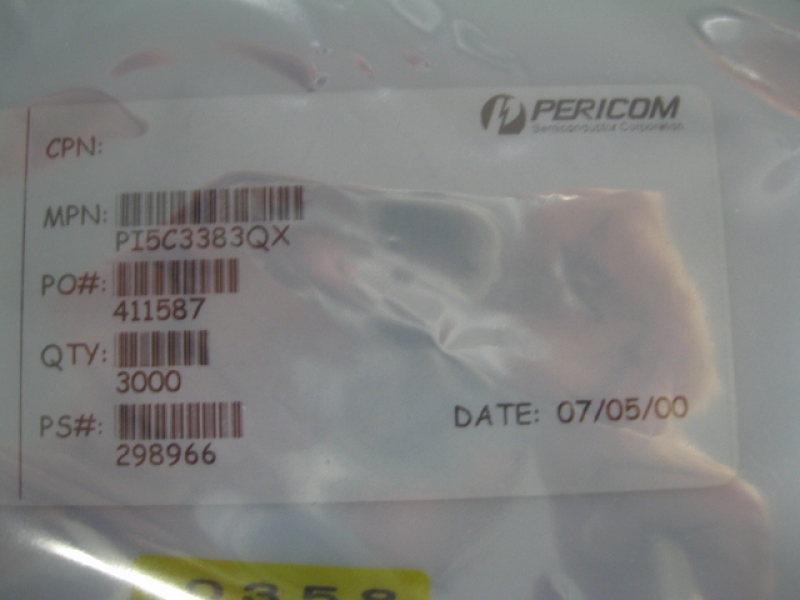 PERICOM
Semiconductor Corporation
CPN:
MPN:
PI5C3383QX
PO#:
411587
QTY:
3000
PS#:
298966
DATE: 07/05/00